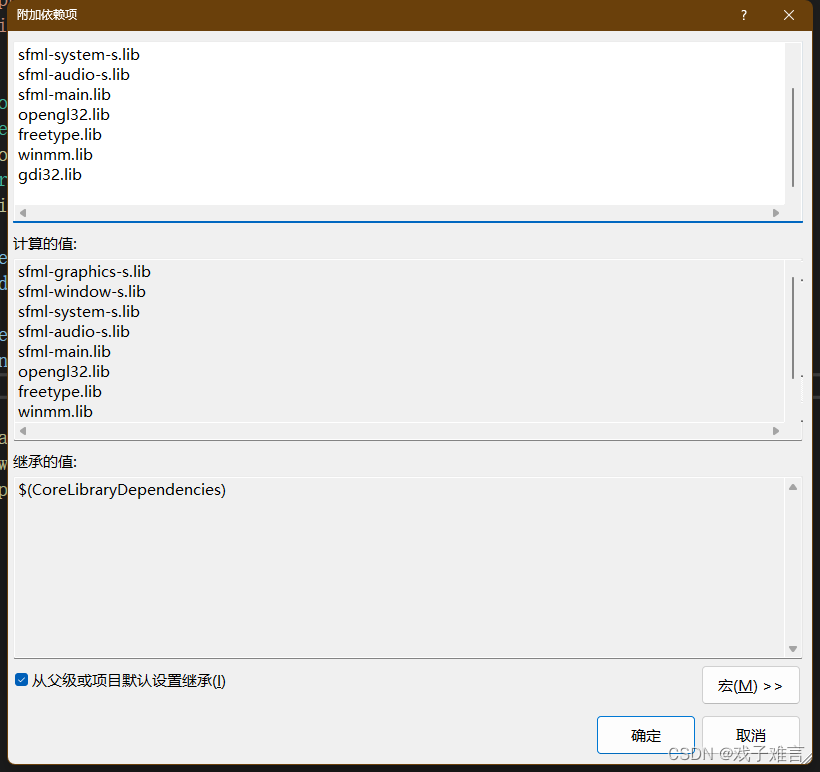 附加依赖项
?
sfml-system-s.lib
sfml-audio-s.lib
sfml-main.lib
opengl32.lib
freetype.lib
winmm.lib
gdi32.lib
计算的值:
sfml-graphics-s.lib
sfml-window-s.lib
sfml-system-s.lib
sfml-audio-s.lib
sfml-main.lib
opengl32.lib
freetype.lib
winmm.lib
继承的值:
$(CoreLibraryDependencies)
从父级或项目默认设置继承(I)
宏(M) >>
确定
取消
CSDN @戏子难言